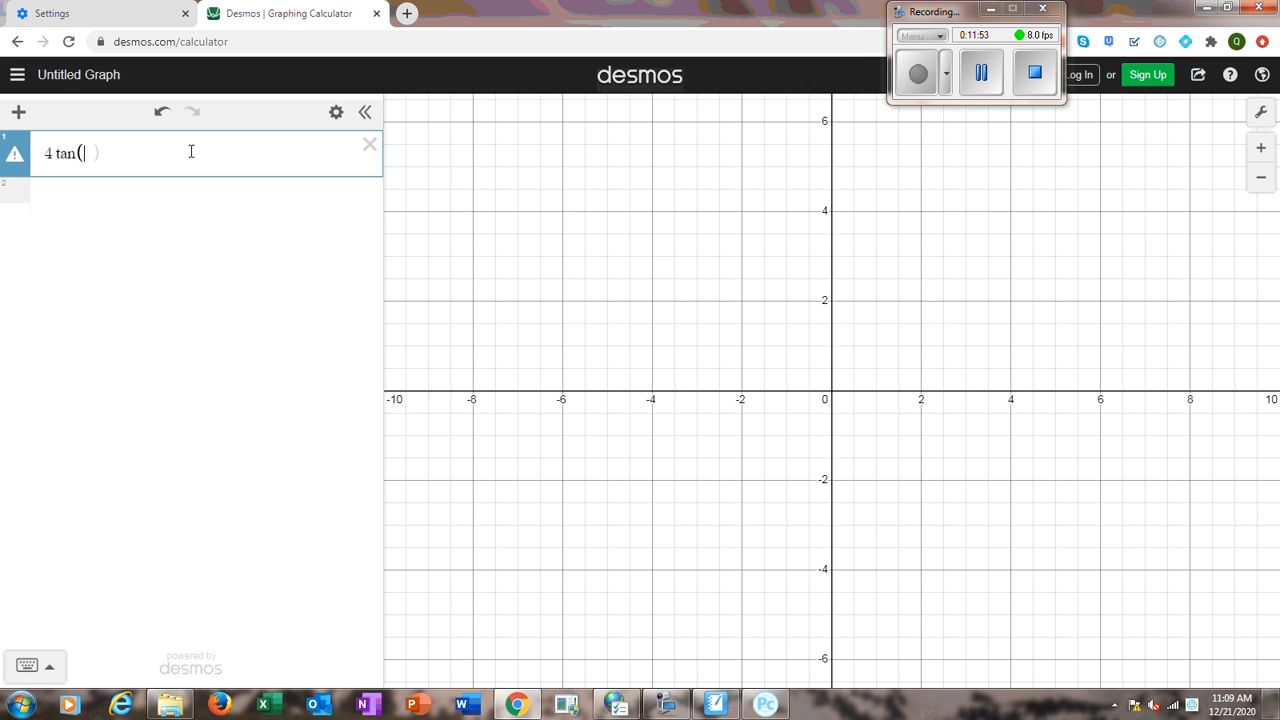 Settings
Desmos | Graphing Calculator
Recording...
desmos.com/calculator
Menu
0:11:53
8.0 fps
Untitled Graph
desmos
Log In
or
Sign Up
1
4 tan( )
2
6
4
2
-10
-8
-6
-4
-2
0
2
4
6
8
10
-2
-4
-6
powered by
desmos
11:09 AM
12/21/2020